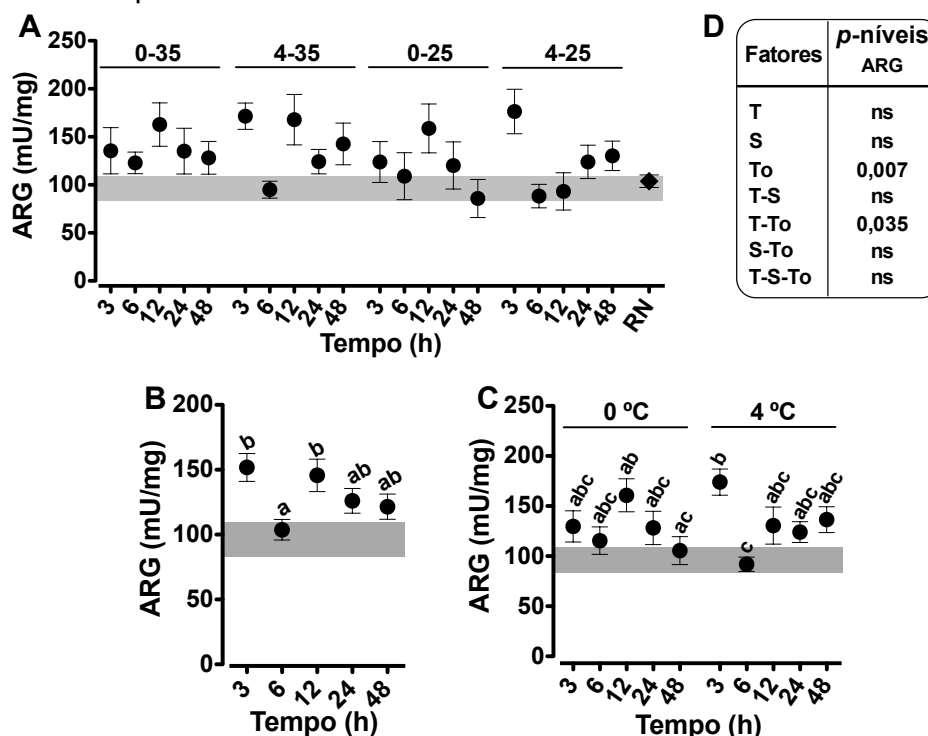 A
ARG (mU/mg)
250
200
150
100
50
0
0-35
4-35
0-25
4-25
3 6 12 24 48 3 6 12 24 48 3 6 12 24 48 3 6 12 24 48 RN
Tempo (h)
D
Fatores p-níveis
ARG
T ns
S ns
To 0,007
T-S ns
T-To 0,035
S-To ns
T-S-To ns
B
ARG (mU/mg)
200
150
100
50
0
b a b ab ab
3 6 12 24 48
Tempo (h)
C
ARG (mU/mg)
250
200
150
100
50
0
0 ºC
4 ºC
abc abc ab abc ac b c abc abc abc
3 6 12 24 48 3 6 12 24 48
Tempo (h)